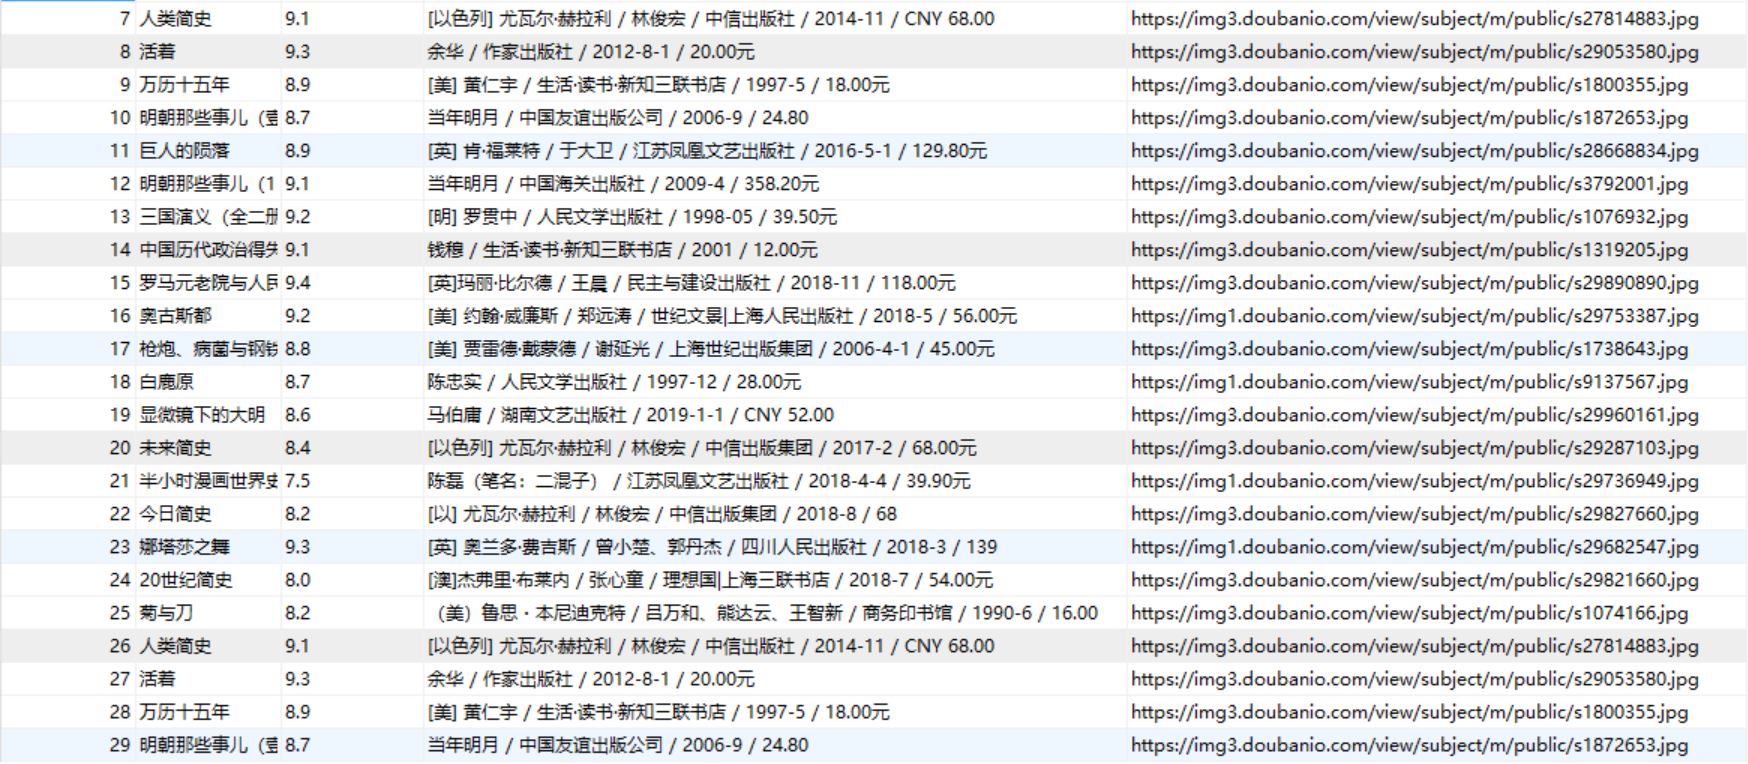 7 人类简史 9.1 [以色列] 尤瓦尔·赫拉利 / 林俊宏 / 中信出版社 / 2014-11 / CNY 68.00 https://img3.doubanio.com/view/subject/m/public/s27814883.jpg
8 活着 9.3 余华 / 作家出版社 / 2012-8-1 / 20.00元 https://img3.doubanio.com/view/subject/m/public/s29053580.jpg
9 万历十五年 8.9 [美] 黄仁宇 / 生活·读书·新知三联书店 / 1997-5 / 18.00元 https://img3.doubanio.com/view/subject/m/public/s1800355.jpg
10 明朝那些事儿（壹 8.7 当年明月 / 中国友谊出版公司 / 2006-9 / 24.80 https://img3.doubanio.com/view/subject/m/public/s1872653.jpg
11 巨人的陨落 8.9 [英] 肯·福莱特 / 于大卫 / 江苏凤凰文艺出版社 / 2016-5-1 / 129.80元 https://img3.doubanio.com/view/subject/m/public/s28668834.jpg
12 明朝那些事儿（1 9.1 当年明月 / 中国海关出版社 / 2009-4 / 358.20元 https://img3.doubanio.com/view/subject/m/public/s3792001.jpg
13 三国演义（全二册 9.2 [明] 罗贯中 / 人民文学出版社 / 1998-05 / 39.50元 https://img3.doubanio.com/view/subject/m/public/s1076932.jpg
14 中国历代政治得失 9.1 钱穆 / 生活·读书·新知三联书店 / 2001 / 12.00元 https://img3.doubanio.com/view/subject/m/public/s1319205.jpg
15 罗马元老院与人民 9.4 [英]玛丽·比尔德 / 王晨 / 民主与建设出版社 / 2018-11 / 118.00元 https://img3.doubanio.com/view/subject/m/public/s29890890.jpg
16 奥古斯都 9.2 [美] 约翰·威廉斯 / 郑远涛 / 世纪文景|上海人民出版社 / 2018-5 / 56.00元 https://img1.doubanio.com/view/subject/m/public/s29753387.jpg
17 枪炮、病菌与钢铁 8.8 [美] 贾雷德·戴蒙德 / 谢延光 / 上海世纪出版集团 / 2006-4-1 / 45.00元 https://img3.doubanio.com/view/subject/m/public/s1738643.jpg
18 白鹿原 8.7 陈忠实 / 人民文学出版社 / 1997-12 / 28.00元 https://img1.doubanio.com/view/subject/m/public/s9137567.jpg
19 显微镜下的大明 8.6 马伯庸 / 湖南文艺出版社 / 2019-1-1 / CNY 52.00 https://img3.doubanio.com/view/subject/m/public/s29960161.jpg
20 未来简史 8.4 [以色列] 尤瓦尔·赫拉利 / 林俊宏 / 中信出版集团 / 2017-2 / 68.00元 https://img3.doubanio.com/view/subject/m/public/s29287103.jpg
21 半小时漫画世界史 7.5 陈磊（笔名：二混子） / 江苏凤凰文艺出版社 / 2018-4-4 / 39.90元 https://img1.doubanio.com/view/subject/m/public/s29736949.jpg
22 今日简史 8.2 [以] 尤瓦尔·赫拉利 / 林俊宏 / 中信出版集团 / 2018-8 / 68 https://img3.doubanio.com/view/subject/m/public/s29827660.jpg
23 娜塔莎之舞 9.3 [英] 奥兰多·费吉斯 / 曾小楚、郭丹杰 / 四川人民出版社 / 2018-3 / 139 https://img1.doubanio.com/view/subject/m/public/s29682547.jpg
24 20世纪简史 8.0 [澳]杰弗里·布莱内 / 张心童 / 理想国|上海三联书店 / 2018-7 / 54.00元 https://img3.doubanio.com/view/subject/m/public/s29821660.jpg
25 菊与刀 8.2 （美）鲁思・本尼迪克特 / 吕万和、熊达云、王智新 / 商务印书馆 / 1990-6 / 16.00 https://img3.doubanio.com/view/subject/m/public/s1074166.jpg
26 人类简史 9.1 [以色列] 尤瓦尔·赫拉利 / 林俊宏 / 中信出版社 / 2014-11 / CNY 68.00 https://img3.doubanio.com/view/subject/m/public/s27814883.jpg
27 活着 9.3 余华 / 作家出版社 / 2012-8-1 / 20.00元 https://img3.doubanio.com/view/subject/m/public/s29053580.jpg
28 万历十五年 8.9 [美] 黄仁宇 / 生活·读书·新知三联书店 / 1997-5 / 18.00元 https://img3.doubanio.com/view/subject/m/public/s1800355.jpg
29 明朝那些事儿（壹 8.7 当年明月 / 中国友谊出版公司 / 2006-9 / 24.80 https://img3.doubanio.com/view/subject/m/public/s1872653.jpg